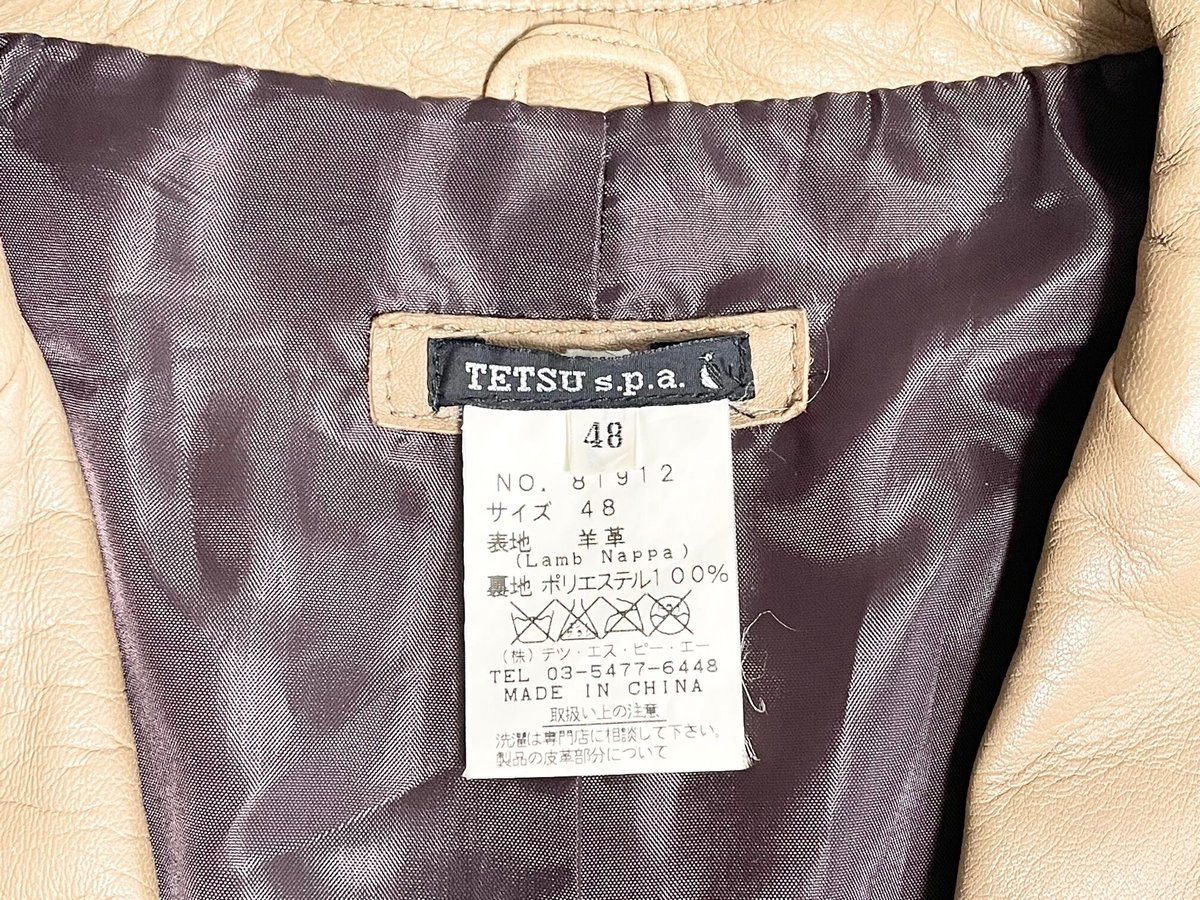 TETSU s.p.a.
48
NO. 81912
サイズ 48
表地 羊革
(Lamb Nappa)
裏地 ポリエステル100%
(株) テツ・エス・ピー・エー
TEL 03-5477-6448
MADE IN CHINA
取扱い上の注意
洗濯は専門店に相談して下さい。
製品の皮革部分について